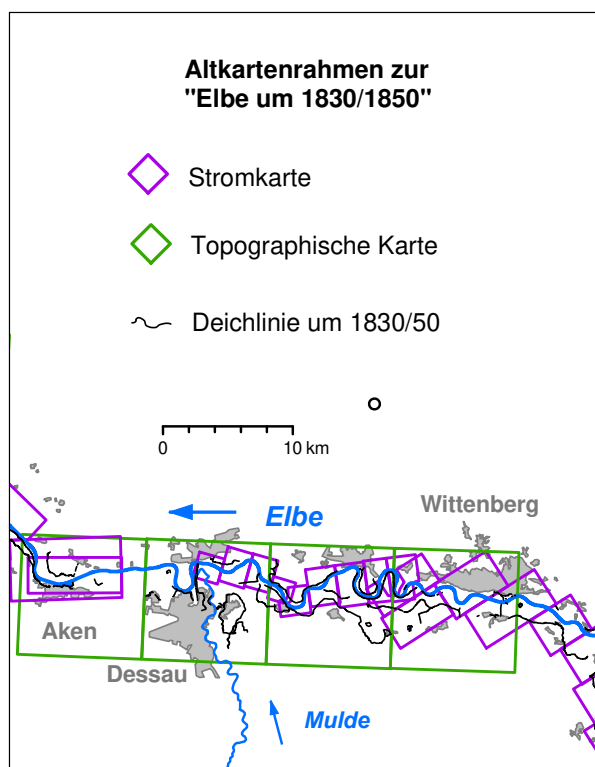 Altkartenrahmen zur
"Elbe um 1830/1850"
Stromkarte
Topographische Karte
Deichlinie um 1830/50
0 10 km
Wittenberg
Elbe
Aken
Dessau
Mulde